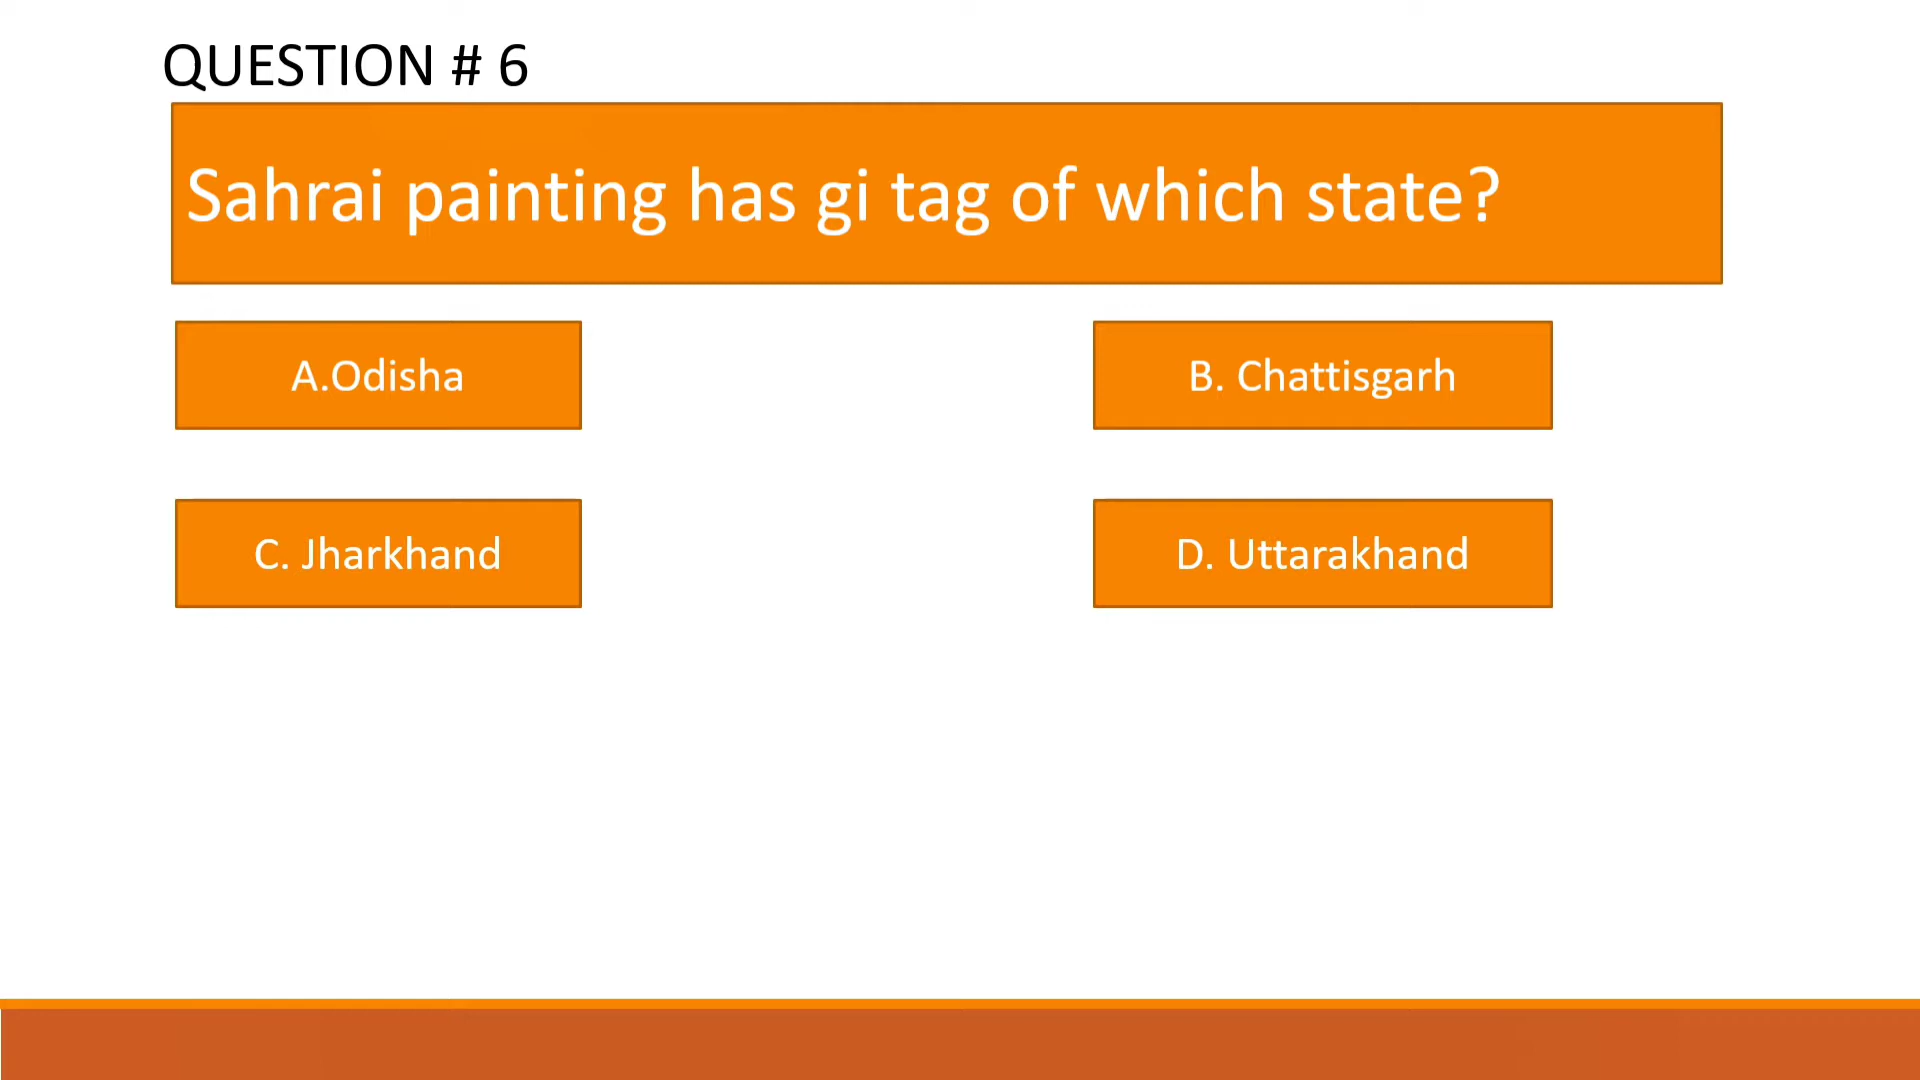 QUESTION # 6
Sahrai painting has gi tag of which state?
A.Odisha
B. Chattisgarh
C. Jharkhand
D. Uttarakhand